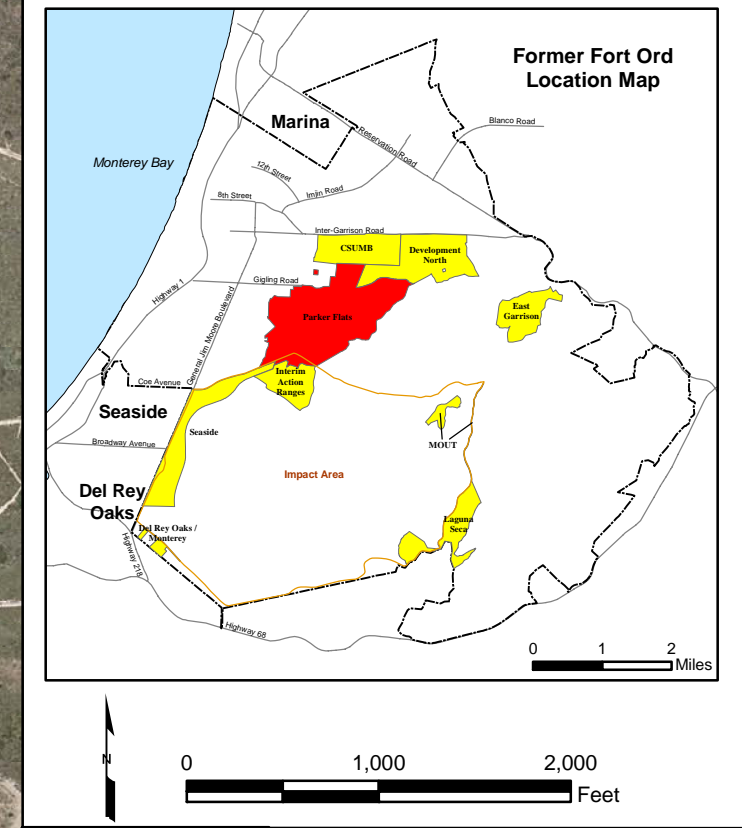 Former Fort Ord
Location Map
Marina
Blanco Road
Reservation Road
Monterey Bay
12th Street
Imjin Road
8th Street
Inter-Garrison Road
CSUMB
Development
North
Gigling Road
Highway 1
General Jim Moore Boulevard
Parker Flats
East
Garrison
Interim
Action
Ranges
Coe Avenue
Seaside
Seaside
Broadway Avenue
MOUT
Impact Area
Del Rey
Oaks
Del Rey Oaks /
Monterey
Laguna
Seca
Highway 218
Highway 68
0 1 2
Miles
N
0 1,000 2,000
Feet